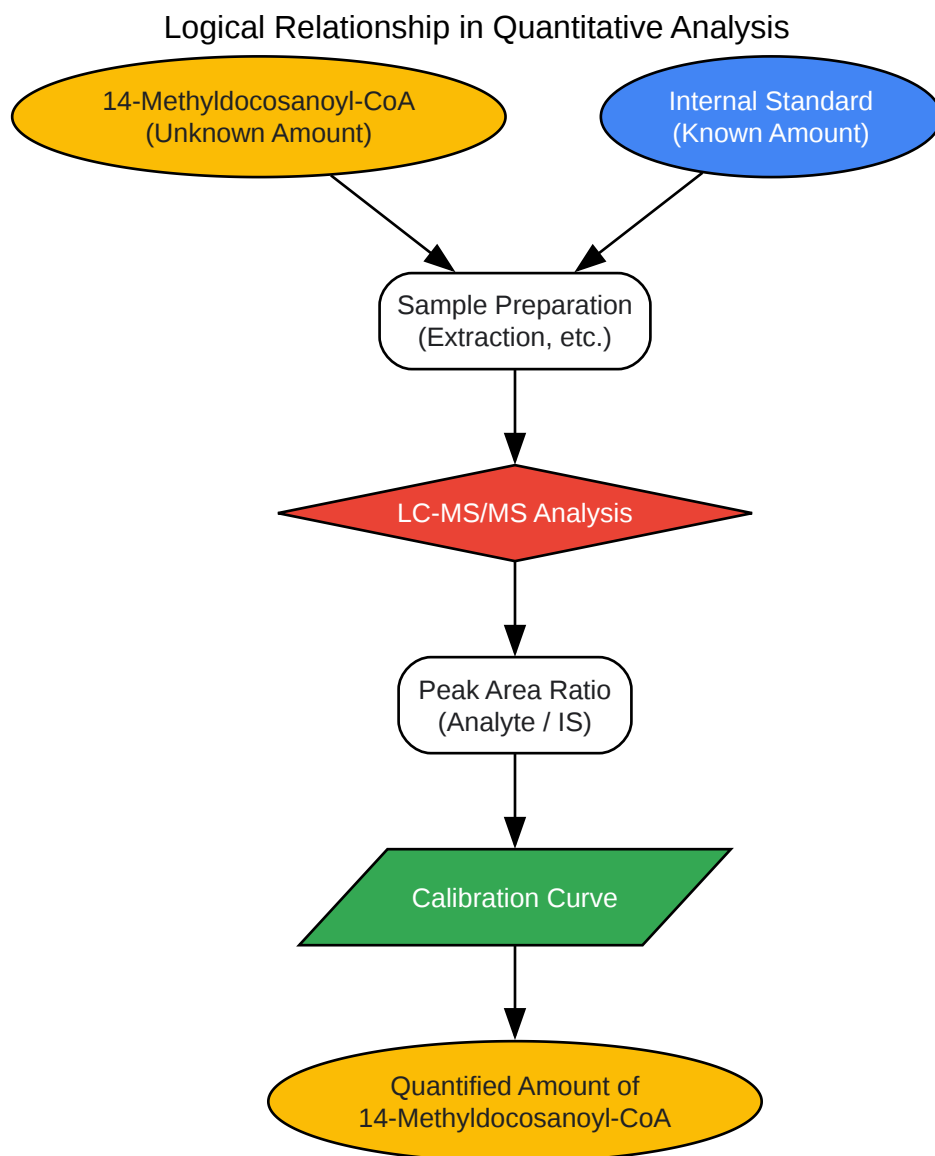 Logical Relationship in Quantitative Analysis
14-Methyldocosanoyl-CoA
(Unknown Amount)
Internal Standard
(Known Amount)
Sample Preparation
(Extraction, etc.)
LC-MS/MS Analysis
Peak Area Ratio
(Analyte / IS)
Calibration Curve
Quantified Amount of
14-Methyldocosanoyl-CoA